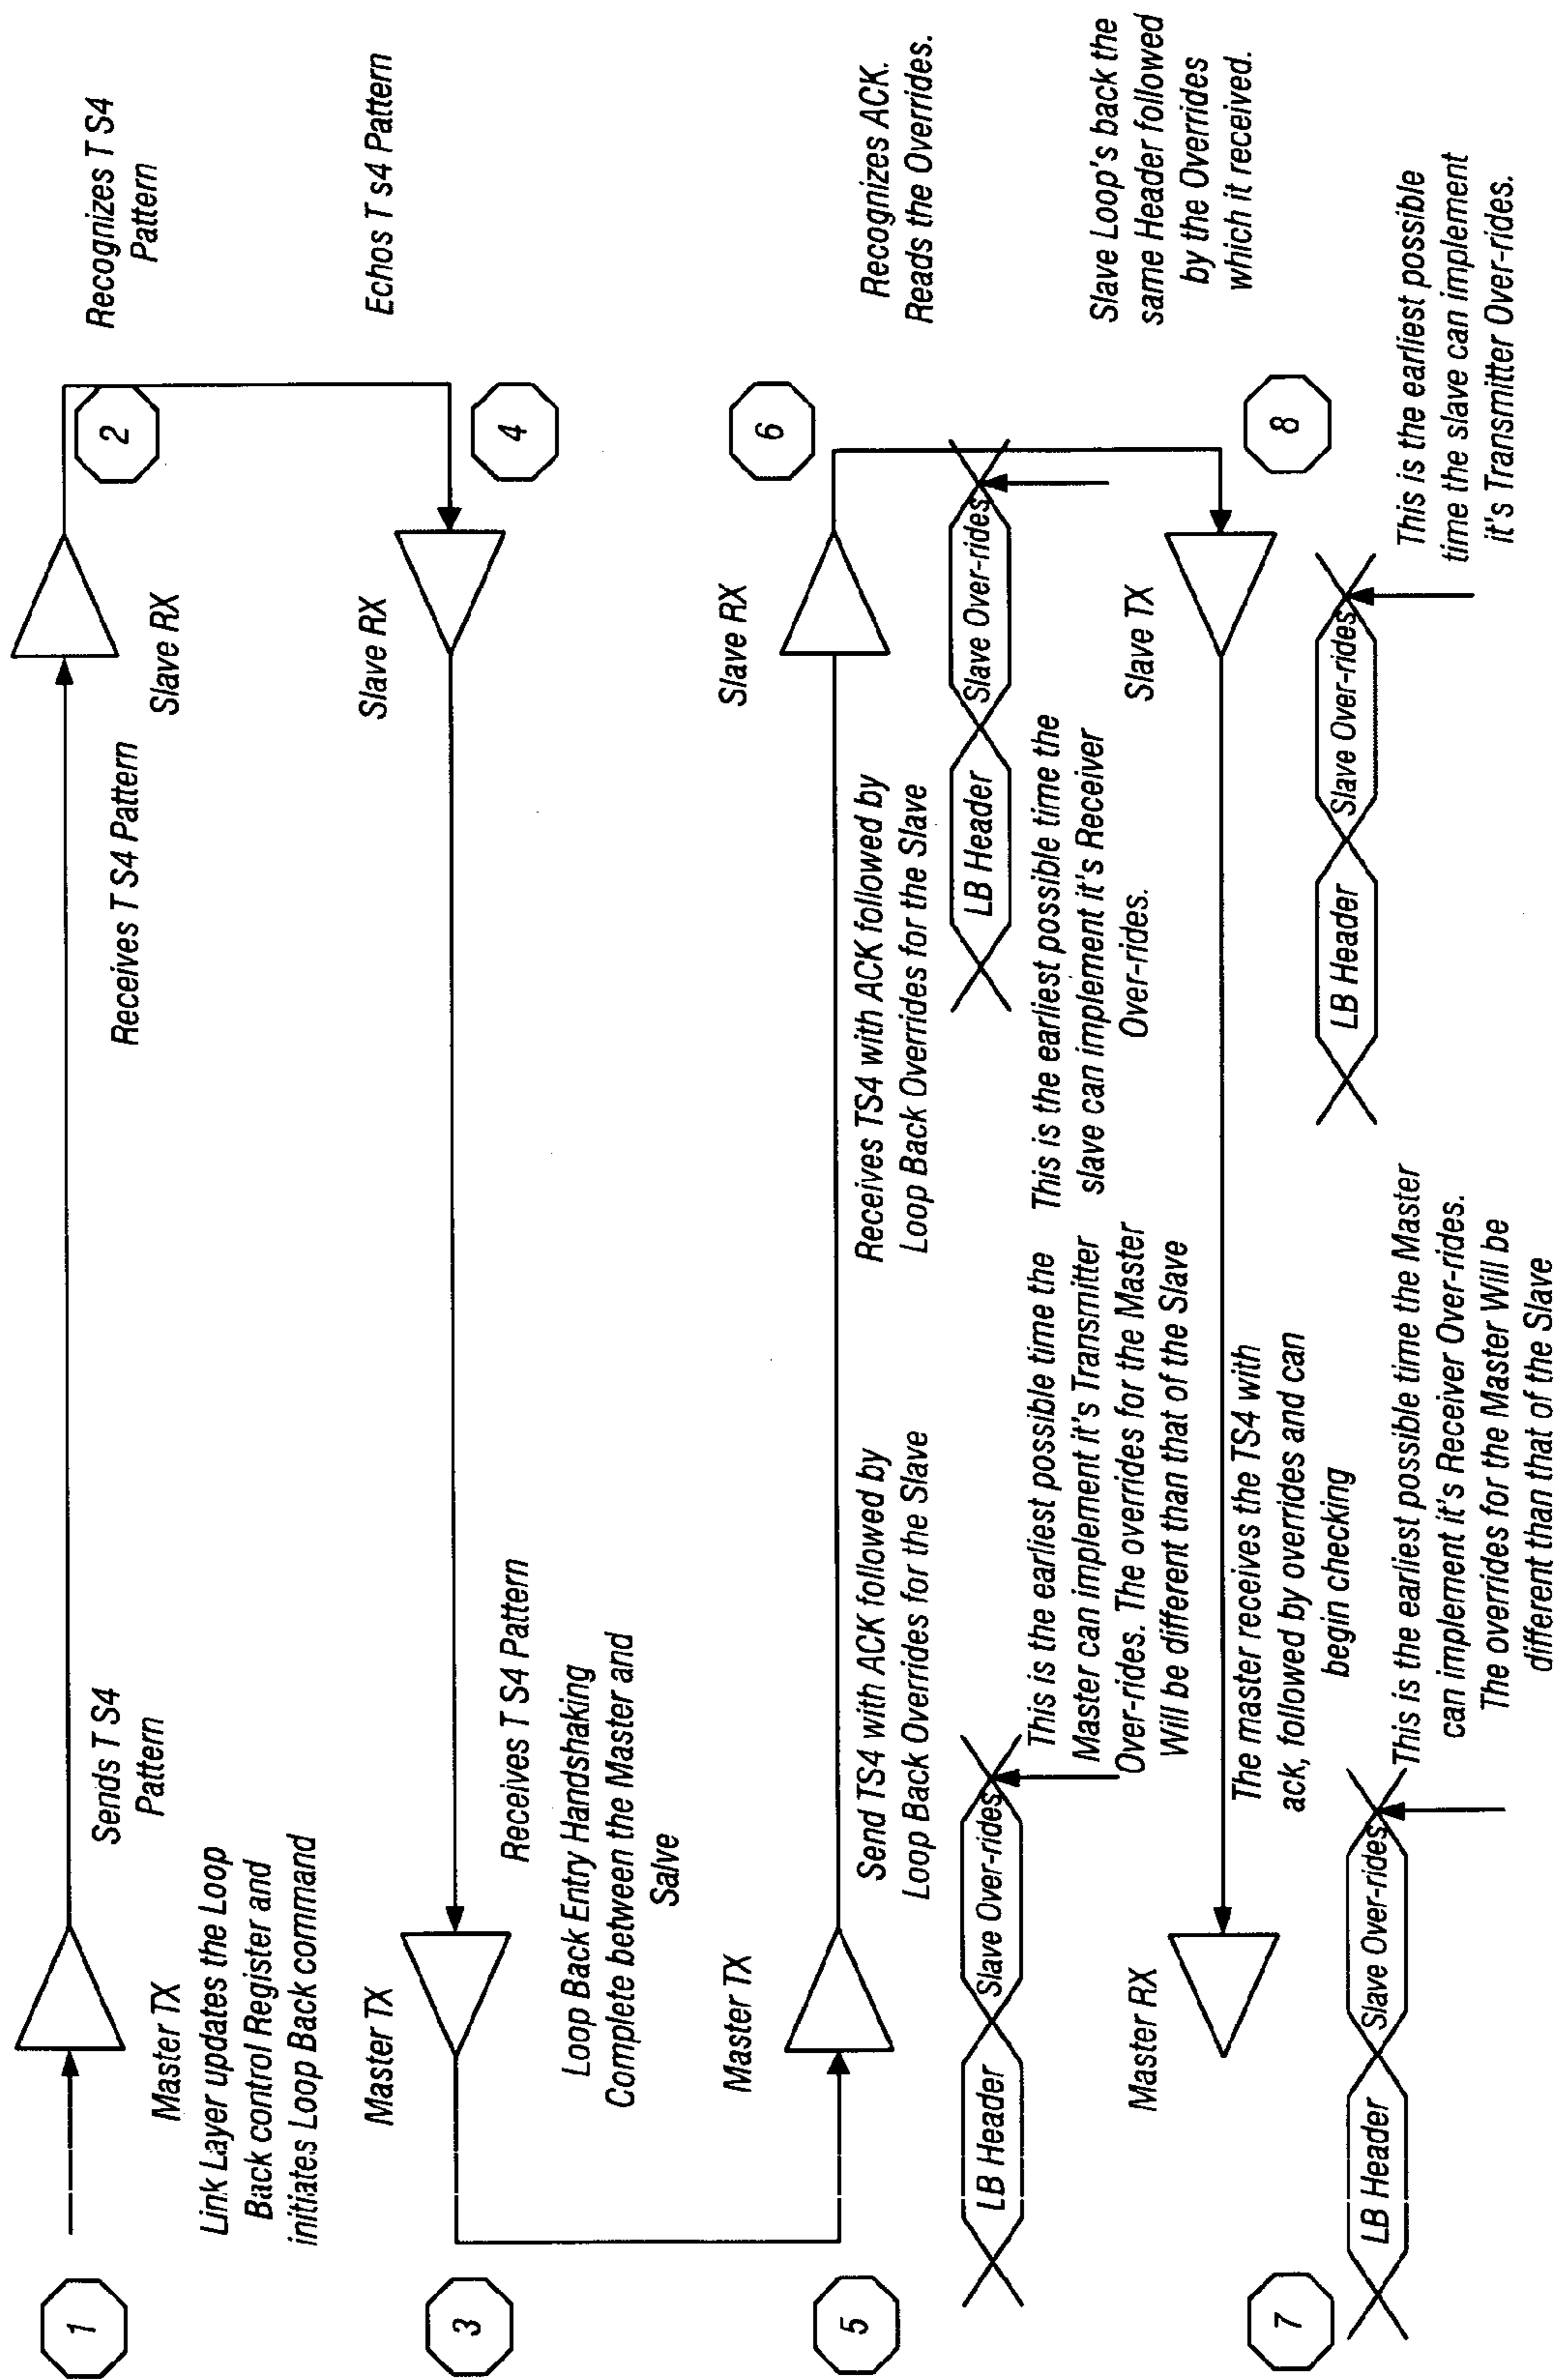 1
Master TX
Link Layer updates the Loop
Back control Register and
initiates Loop Back command
Sends T S4
Pattern
Receives T S4 Pattern
Slave RX
2
Recognizes T S4
Pattern
3
Master TX
Receives T S4 Pattern
Loop Back Entry Handshaking
Complete between the Master and
Salve
Slave RX
4
Echos T s4 Pattern
5
Master TX
Send TS4 with ACK followed by
Loop Back Overrides for the Slave
LB Header
Slave Over-rides
This is the earliest possible time the
Master can implement it's Transmitter
Over-rides. The overrides for the Master
Will be different than that of the Slave
Receives TS4 with ACK followed by
Loop Back Overrides for the Slave
Slave RX
LB Header
Slave Over-rides
This is the earliest possible time the
slave can implement it's Receiver
Over-rides.
6
Recognizes ACK.
Reads the Overrides.
7
Master RX
The master receives the TS4 with
ack, followed by overrides and can
begin checking
LB Header
Slave Over-rides
This is the earliest possible time the Master
can implement it's Receiver Over-rides.
The overrides for the Master Will be
different than that of the Slave
Slave TX
8
Slave Loop's back the
same Header followed
by the Overrides
which it received.
LB Header
Slave Over-rides
This is the earliest possible
time the slave can implement
it's Transmitter Over-rides.